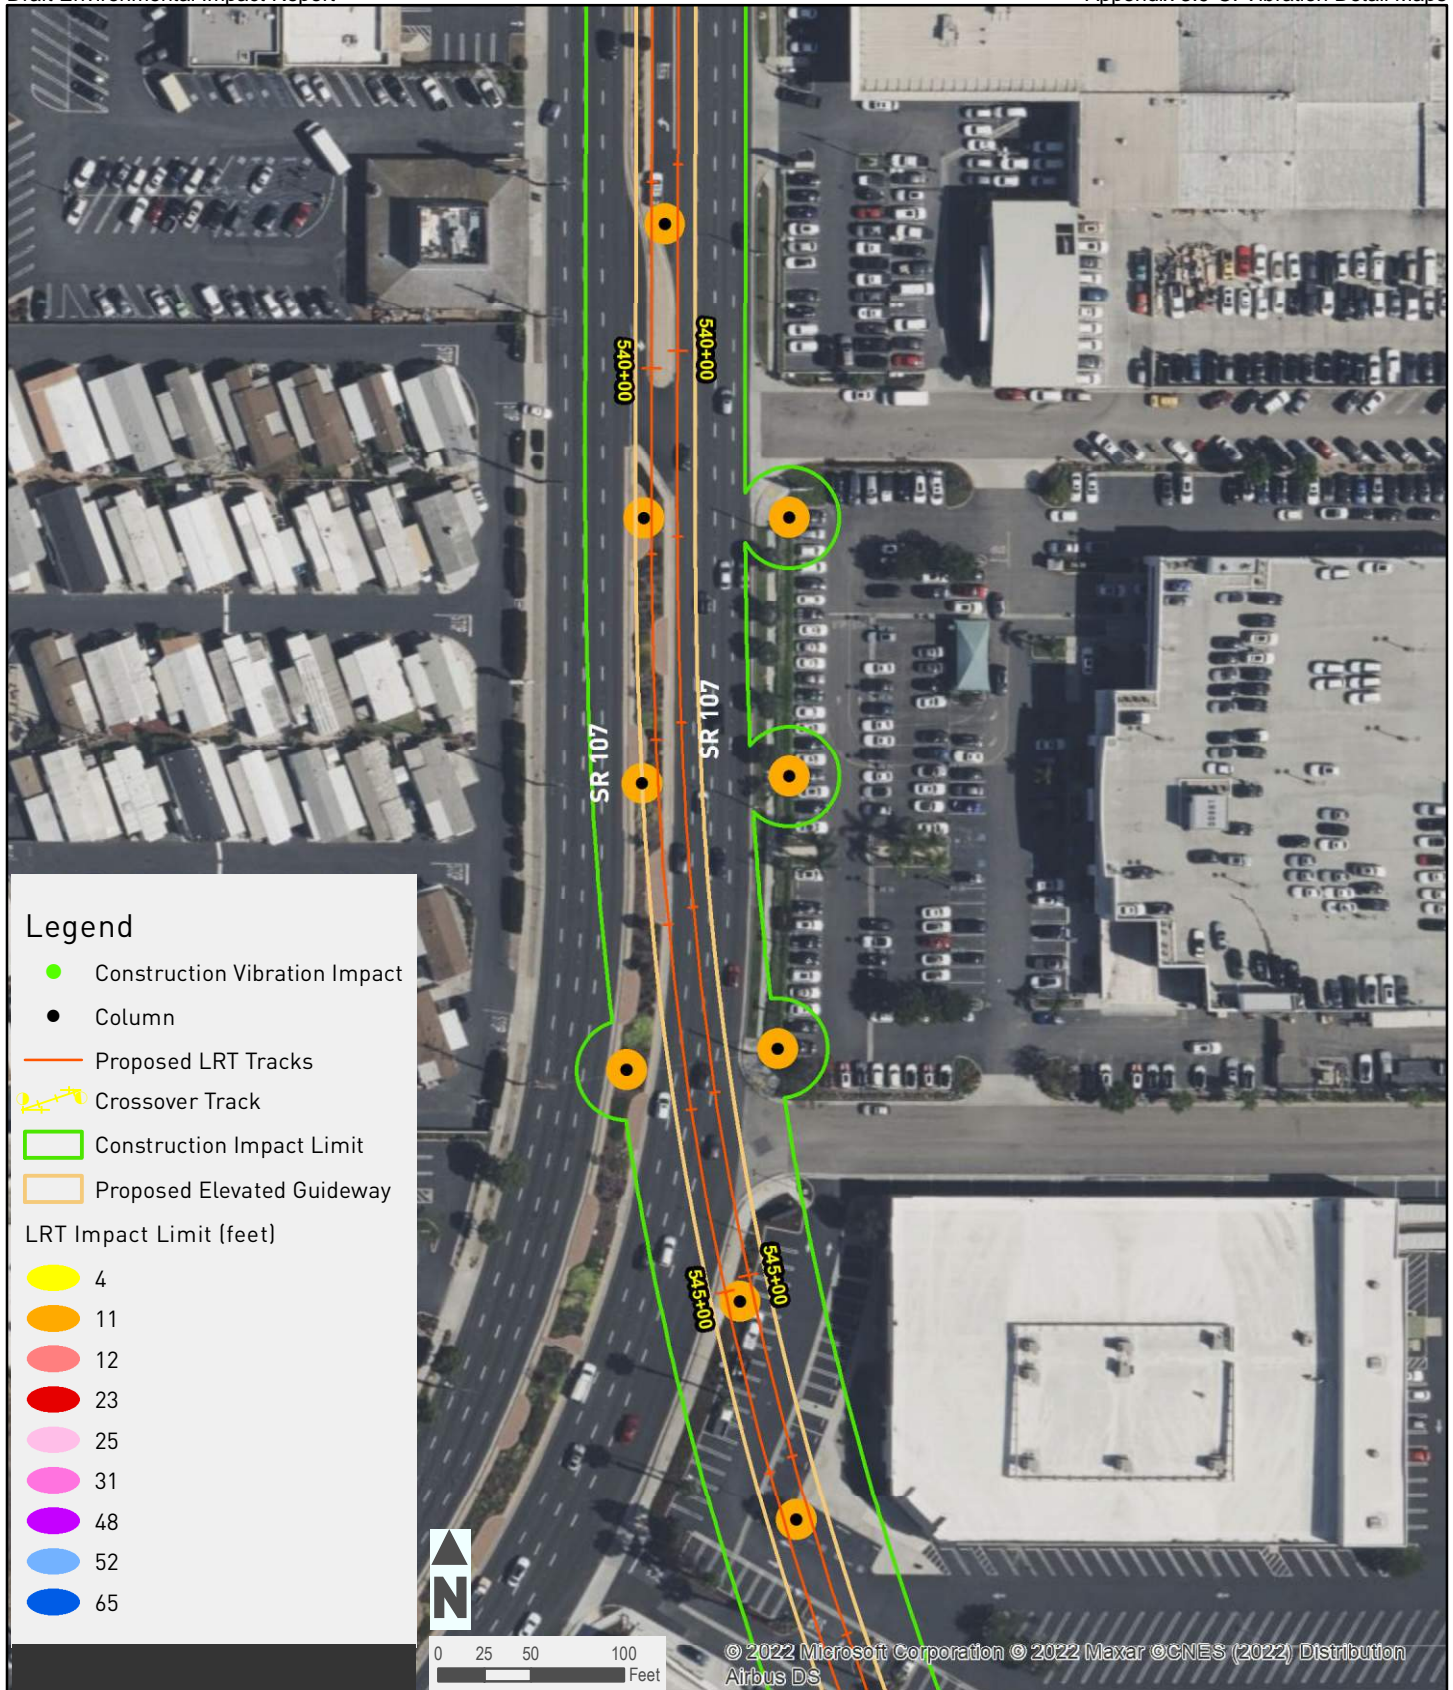 540+00
540+00
SR 107
SR 107
545+00
545+00
Legend
Construction Vibration Impact
Column
Proposed LRT Tracks
Crossover Track
Construction Impact Limit
Proposed Elevated Guideway
LRT Impact Limit (feet)
4
11
12
23
25
31
48
52
65
N
0 25 50 100
Feet
© 2022 Microsoft Corporation © 2022 Maxar ©CNES (2022) Distribution
Airbus DS